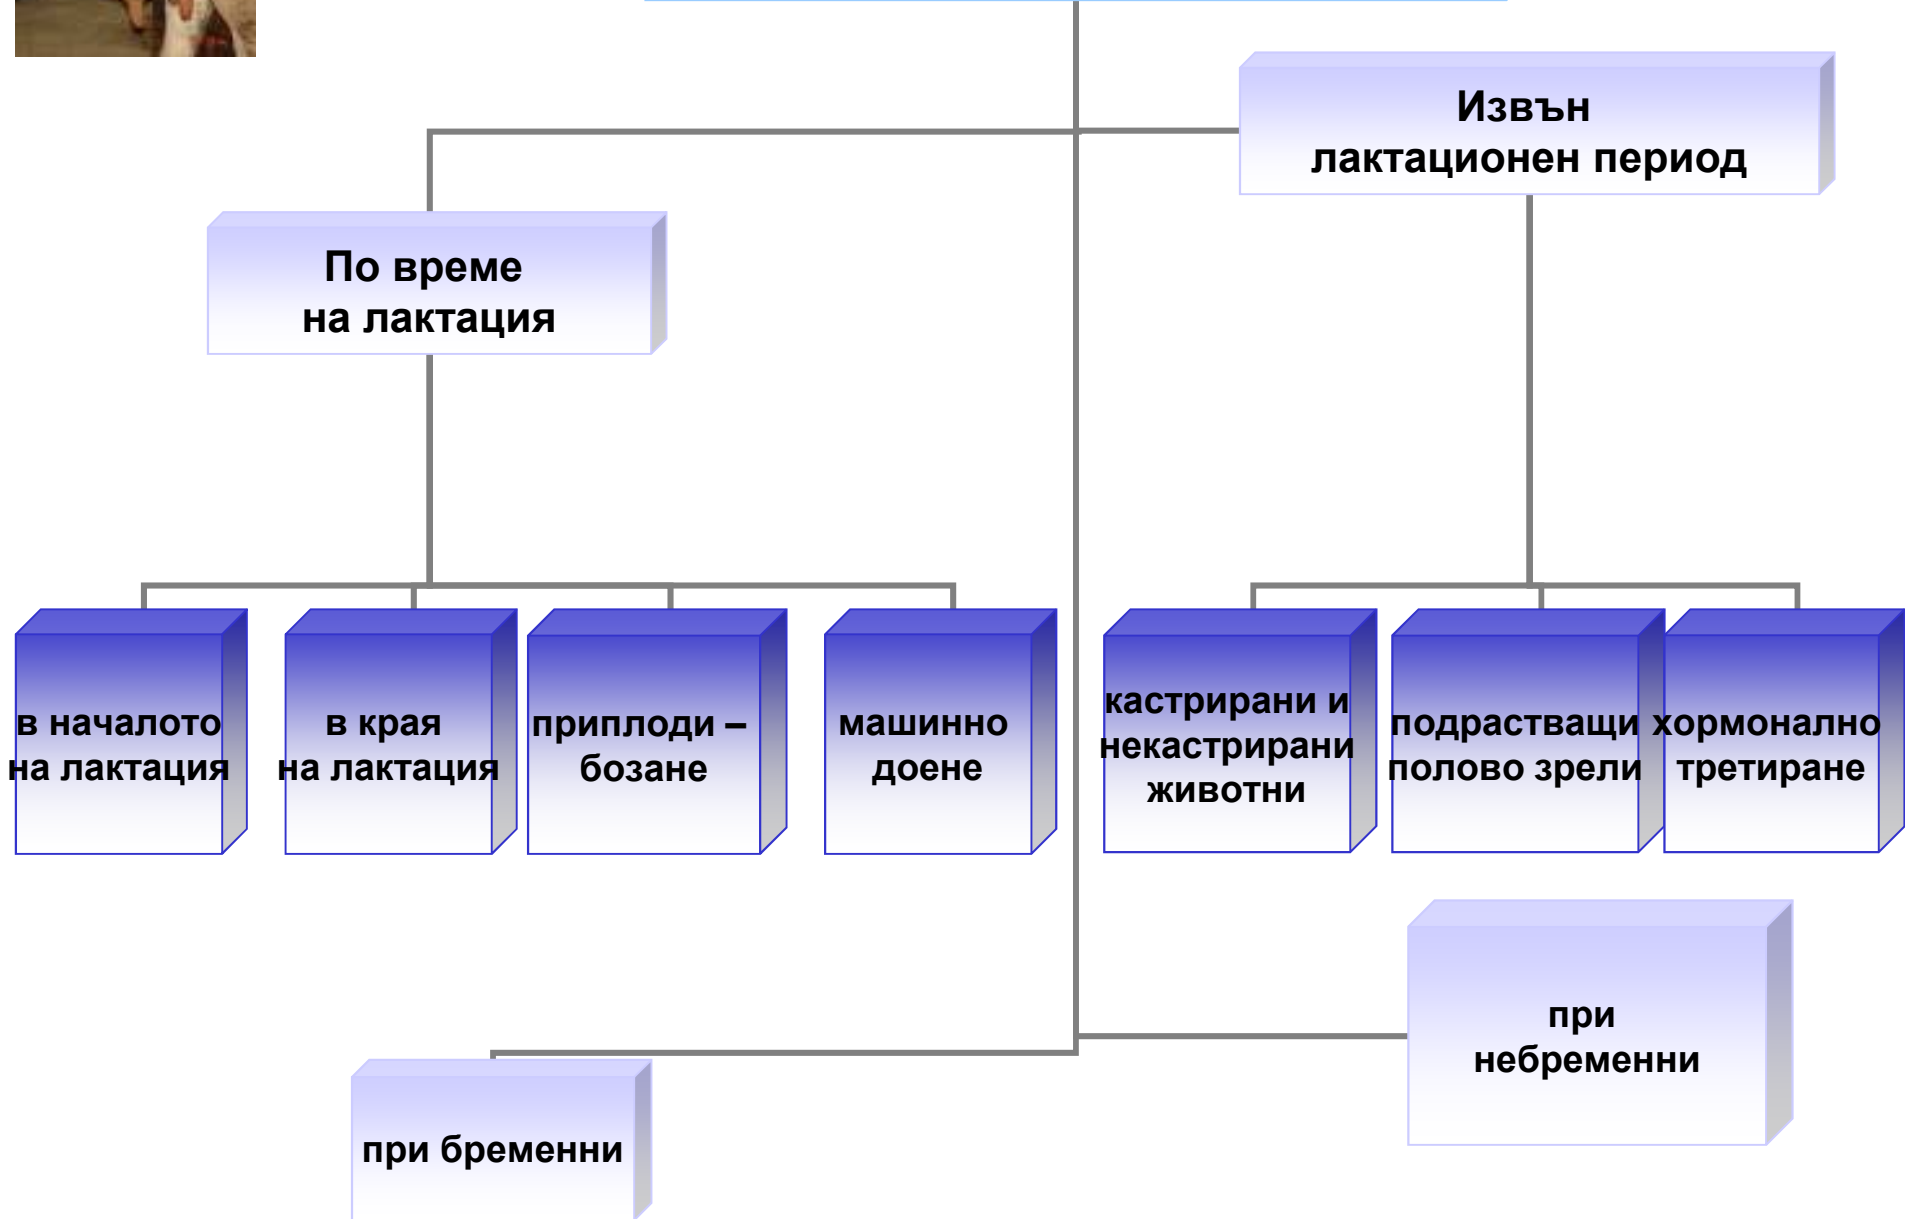 Извън
лактационен период
По време
на лактация
в началото
на лактация
в края
на лактация
приплоди –
бозане
машинно
доене
кастрирани и
некастрирани
животни
подрастващи
полово зрели
хормонално
третиране
при
небременни
при бременни